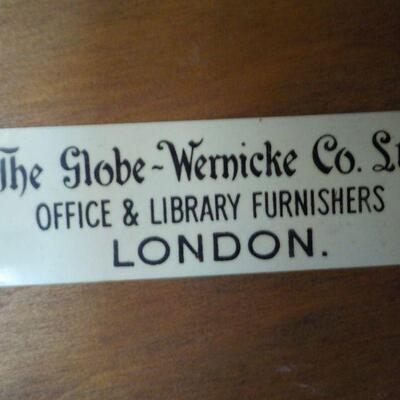 The Globe-Wernicke Co.
OFFICE & LIBRARY FURNISHERS
LONDON.